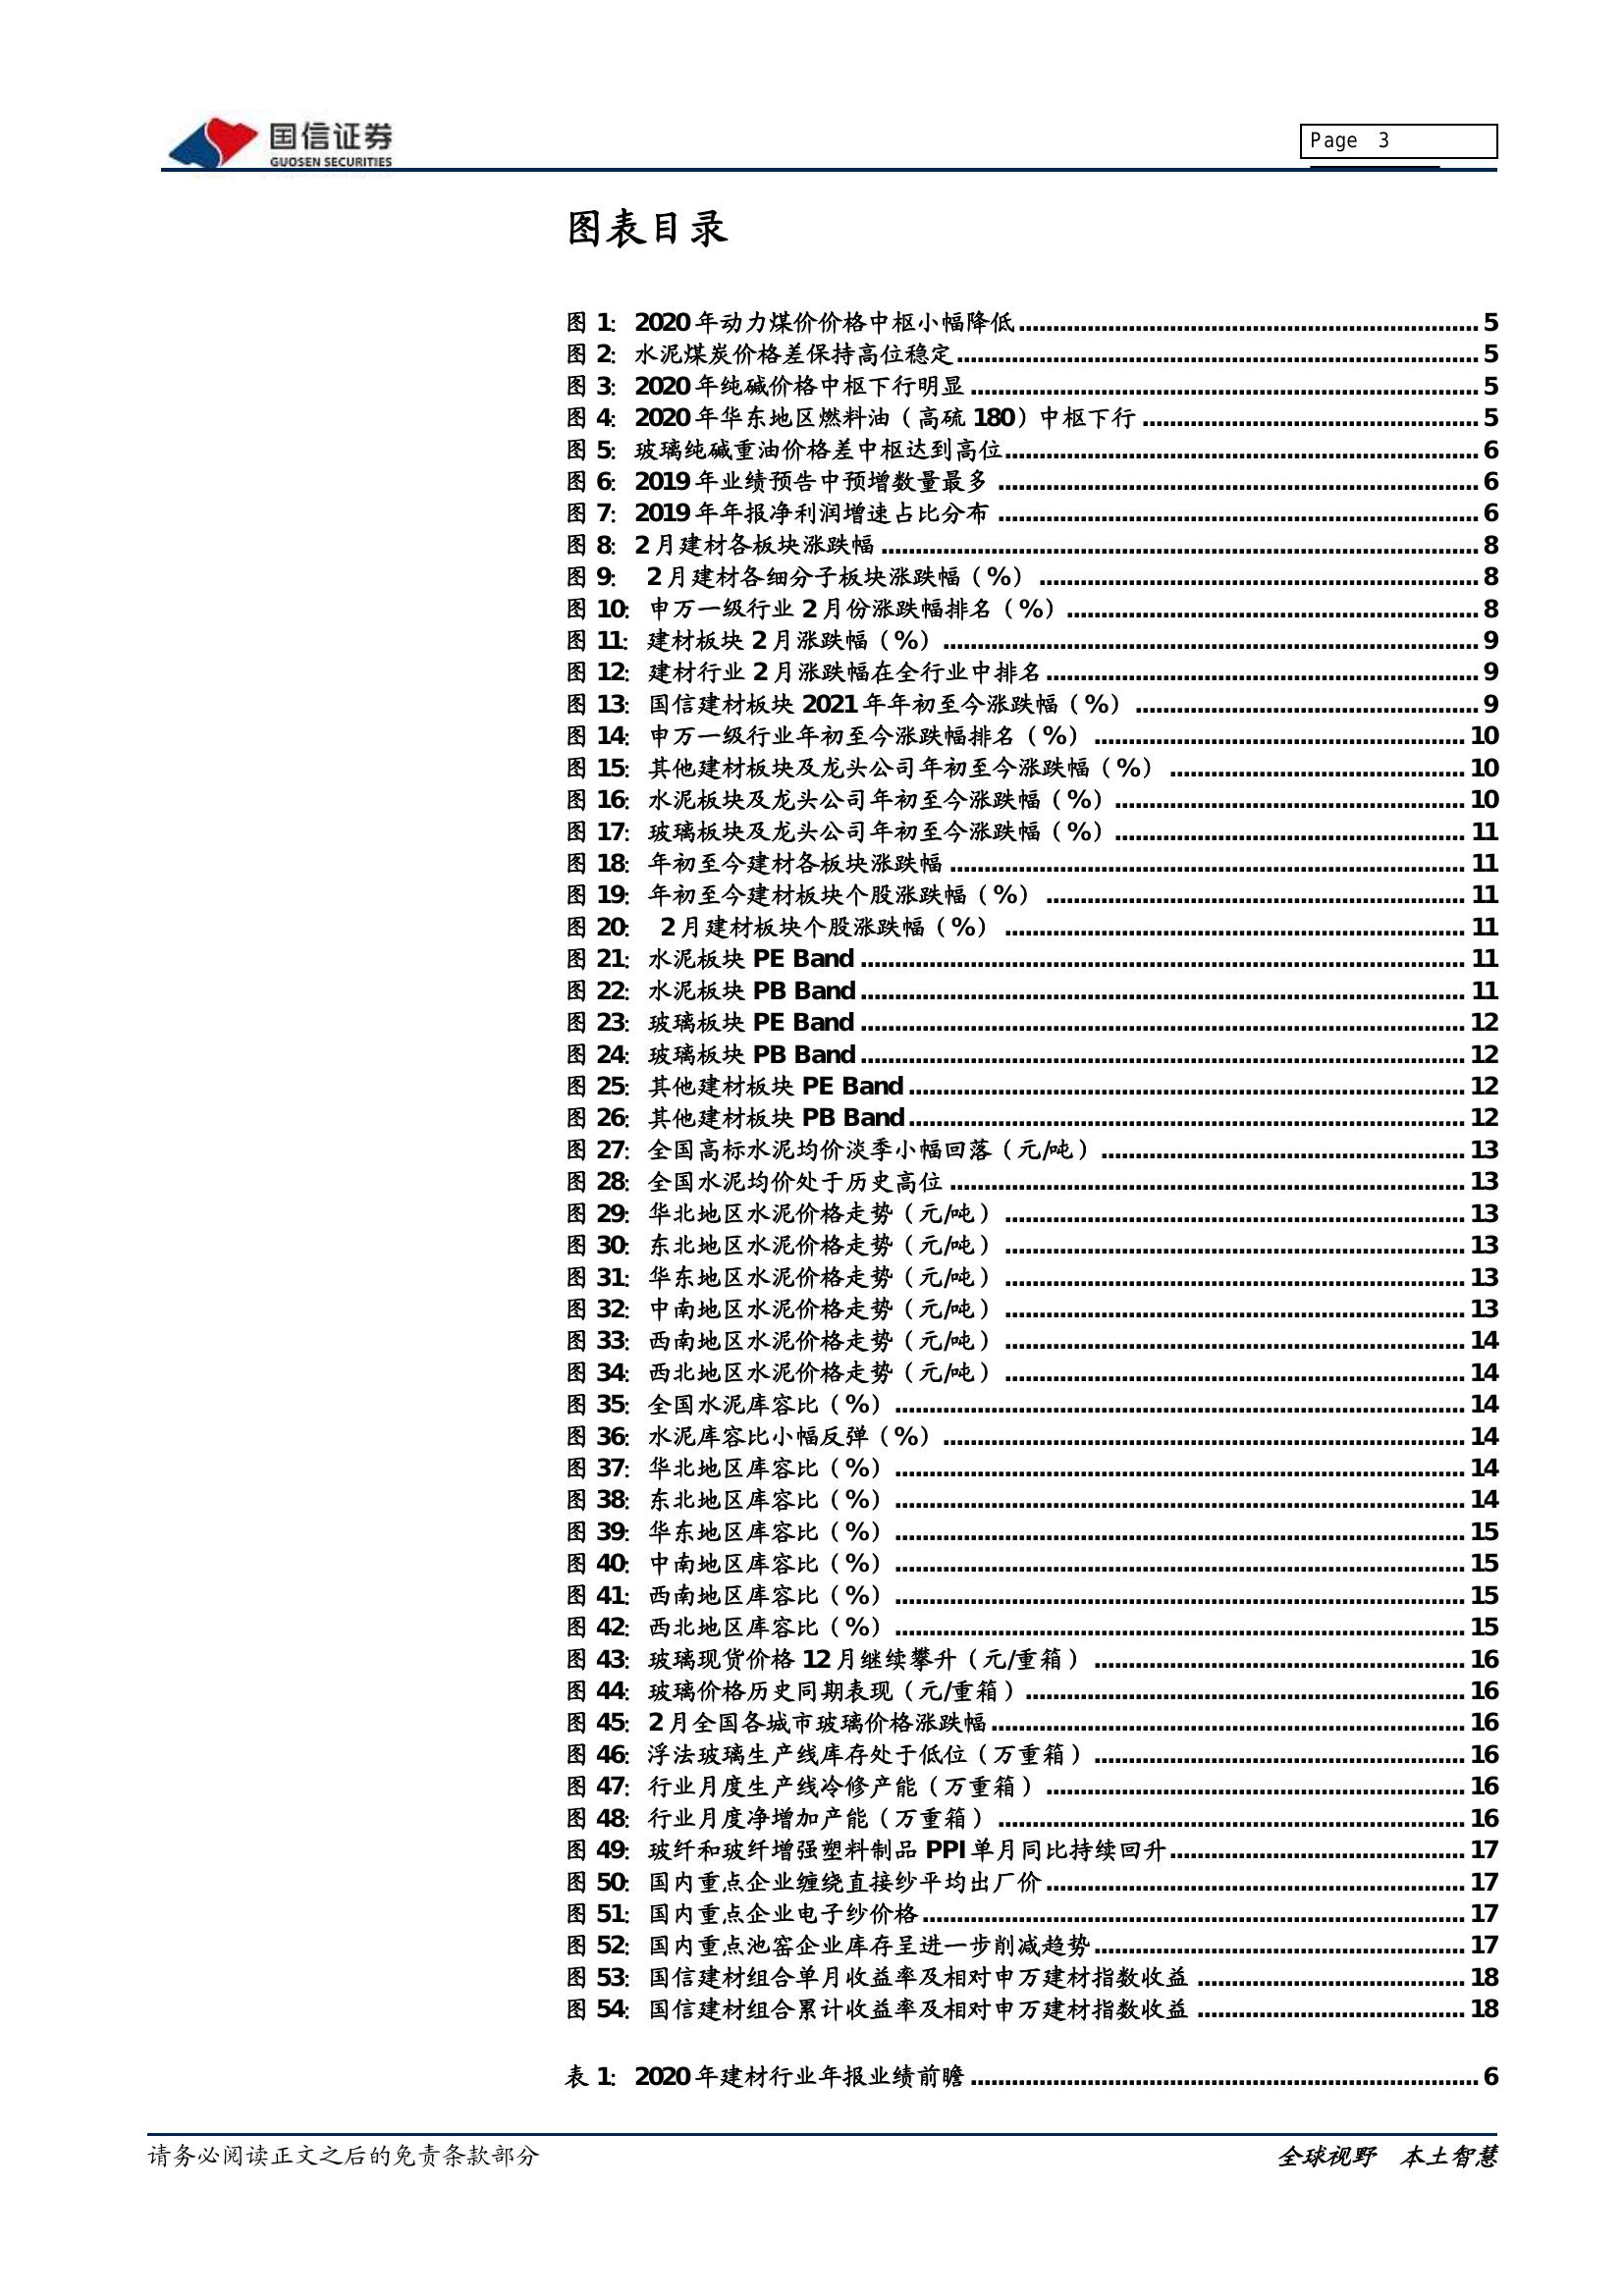 国信证券
GUOSEN SECURITIES
Page 3
图表目录
图 1: 2020 年动力煤价价格中枢小幅降低 5
图 2: 水泥煤炭价格差保持高位稳定 5
图 3: 2020 年纯碱价格中枢下行明显 5
图 4: 2020 年华东地区燃料油（高硫 180）中枢下行 5
图 5: 玻璃纯碱重油价格差中枢达到高位 6
图 6: 2019 年业绩预告中预增数量最多 6
图 7: 2019 年年报净利润增速占比分布 6
图 8: 2 月建材各板块涨跌幅 8
图 9: 2 月建材各细分子板块涨跌幅（%） 8
图 10: 申万一级行业 2 月份涨跌幅排名（%） 8
图 11: 建材板块 2 月涨跌幅（%） 9
图 12: 建材行业 2 月涨跌幅在全行业中排名 9
图 13: 国信建材板块 2021 年年初至今涨跌幅（%） 9
图 14: 申万一级行业年初至今涨跌幅排名（%） 10
图 15: 其他建材板块及龙头公司年初至今涨跌幅（%） 10
图 16: 水泥板块及龙头公司年初至今涨跌幅（%） 10
图 17: 玻璃板块及龙头公司年初至今涨跌幅（%） 11
图 18: 年初至今建材各板块涨跌幅 11
图 19: 年初至今建材板块个股涨跌幅（%） 11
图 20: 2 月建材板块个股涨跌幅（%） 11
图 21: 水泥板块 PE Band 11
图 22: 水泥板块 PB Band 11
图 23: 玻璃板块 PE Band 12
图 24: 玻璃板块 PB Band 12
图 25: 其他建材板块 PE Band 12
图 26: 其他建材板块 PB Band 12
图 27: 全国高标水泥均价淡季小幅回落（元/吨） 13
图 28: 全国水泥均价处于历史高位 13
图 29: 华北地区水泥价格走势（元/吨） 13
图 30: 东北地区水泥价格走势（元/吨） 13
图 31: 华东地区水泥价格走势（元/吨） 13
图 32: 中南地区水泥价格走势（元/吨） 13
图 33: 西南地区水泥价格走势（元/吨） 14
图 34: 西北地区水泥价格走势（元/吨） 14
图 35: 全国水泥库容比（%） 14
图 36: 水泥库容比小幅反弹（%） 14
图 37: 华北地区库容比（%） 14
图 38: 东北地区库容比（%） 14
图 39: 华东地区库容比（%） 15
图 40: 中南地区库容比（%） 15
图 41: 西南地区库容比（%） 15
图 42: 西北地区库容比（%） 15
图 43: 玻璃现货价格 12 月继续攀升（元/重箱） 16
图 44: 玻璃价格历史同期表现（元/重箱） 16
图 45: 2 月全国各城市玻璃价格涨跌幅 16
图 46: 浮法玻璃生产线库存处于低位（万重箱） 16
图 47: 行业月度生产线冷修产能（万重箱） 16
图 48: 行业月度净增加产能（万重箱） 16
图 49: 玻纤和玻纤增强塑料制品 PPI 单月同比持续回升 17
图 50: 国内重点企业缠绕直接纱平均出厂价 17
图 51: 国内重点企业电子纱价格 17
图 52: 国内重点池窑企业库存呈进一步削减趋势 17
图 53: 国信建材组合单月收益率及相对申万建材指数收益 18
图 54: 国信建材组合累计收益率及相对申万建材指数收益 18
表 1: 2020 年建材行业年报业绩前瞻 6
请务必阅读正文之后的免责条款部分
全球视野 本土智慧